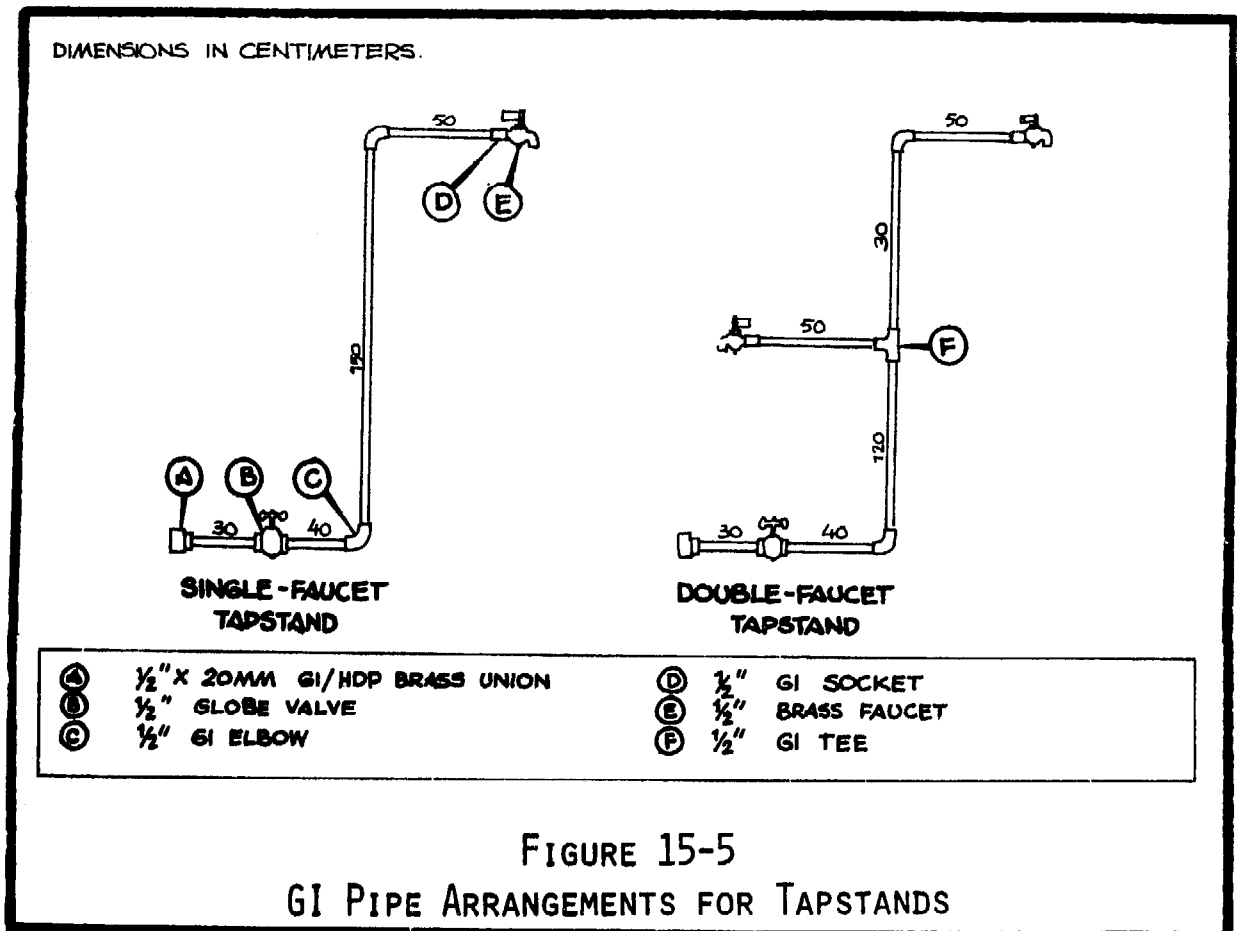 DIMENSIONS IN CENTIMETERS.
50
D
E
150
A
B
C
30
40
SINGLE-FAUCET
TAPSTAND
50
30
50
F
120
30
40
DOUBLE-FAUCET
TAPSTAND
A 1/2" X 20MM GI/HDP BRASS UNION
B 1/2" GLOBE VALVE
C 1/2" GI ELBOW
D 1/2" GI SOCKET
E 1/2" BRASS FAUCET
F 1/2" GI TEE
FIGURE 15-5
GI PIPE ARRANGEMENTS FOR TAPSTANDS